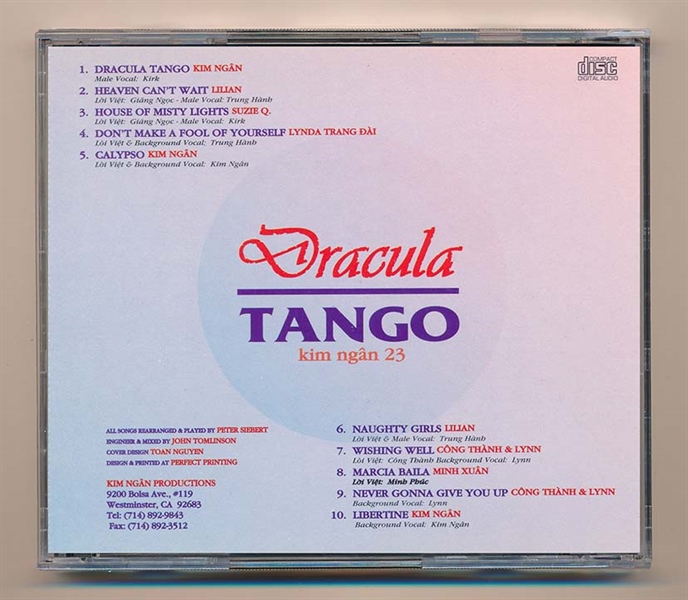 1. DRACULA TANGO KIM NGÂN
Male Vocal: Kirk
2. HEAVEN CAN'T WAIT LILIAN
Lời Việt: Giáng Ngọc - Male Vocal: Trung Hành
3. HOUSE OF MISTY LIGHTS SUZIE Q.
Lời Việt: Giáng Ngọc - Male Vocal: Kirk
4. DON'T MAKE A FOOL OF YOURSELF LYNDA TRANG ĐÀI
Lời Việt & Background Vocal: Trung Hành
5. CALYPSO KIM NGÂN
Lời Việt & Background Vocal: Kim Ngân
COMPACT
disc
DIGITAL AUDIO
Dracula
TANGO
kim ngân 23
ALL SONGS REARRANGED & PLAYED BY PETER SIEBERT
ENGINEER & MIXED BY JOHN TOMLINSON
COVER DESIGN TOAN NGUYEN
DESIGN & PRINTED AT PERFECT PRINTING
KIM NGÂN PRODUCTIONS
9200 Bolsa Ave., #119
Westminster, CA 92683
Tel: (714) 892-9843
Fax: (714) 892-3512
6. NAUGHTY GIRLS LILIAN
Lời Việt & Male Vocal: Trung Hành
7. WISHING WELL CÔNG THÀNH & LYNN
Lời Việt: Công Thành Background Vocal: Lynn
8. MARCIA BAILA MINH XUÂN
Lời Việt: Minh Phúc
9. NEVER GONNA GIVE YOU UP CÔNG THÀNH & LYNN
Background Vocal: Lynn
10. LIBERTINE KIM NGÂN
Background Vocal: Kim Ngân